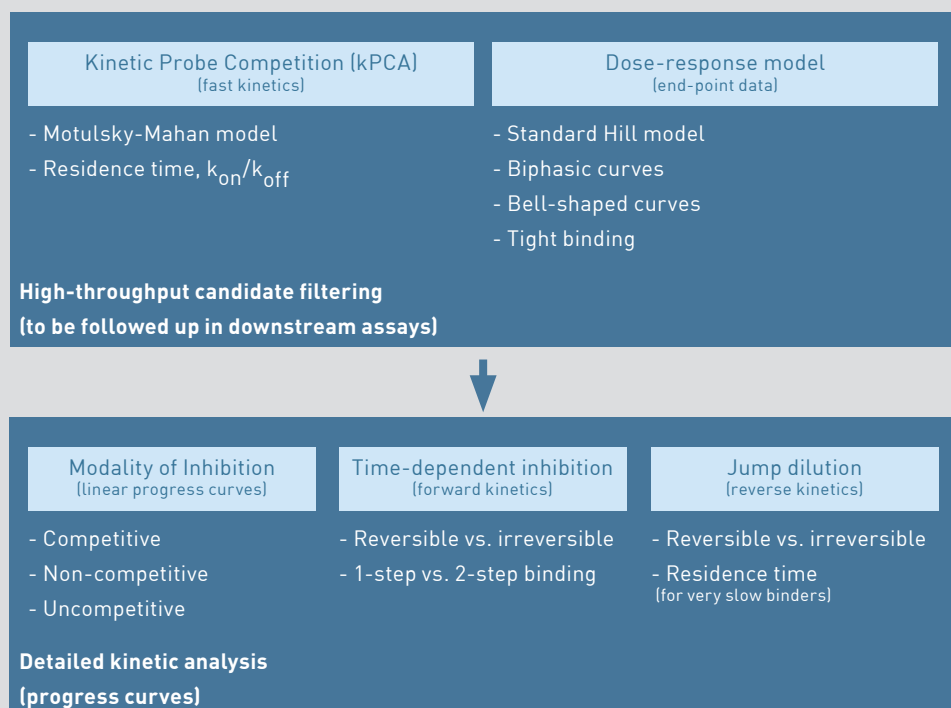 Kinetic Probe Competition (kPCA)
(fast kinetics)
- Motulsky-Mahan model
- Residence time, kon/koff
Dose-response model
(end-point data)
- Standard Hill model
- Biphasic curves
- Bell-shaped curves
- Tight binding
High-throughput candidate filtering
(to be followed up in downstream assays)
Modality of Inhibition
(linear progress curves)
- Competitive
- Non-competitive
- Uncompetitive
Time-dependent inhibition
(forward kinetics)
- Reversible vs. irreversible
- 1-step vs. 2-step binding
Jump dilution
(reverse kinetics)
- Reversible vs. irreversible
- Residence time
(for very slow binders)
Detailed kinetic analysis
(progress curves)